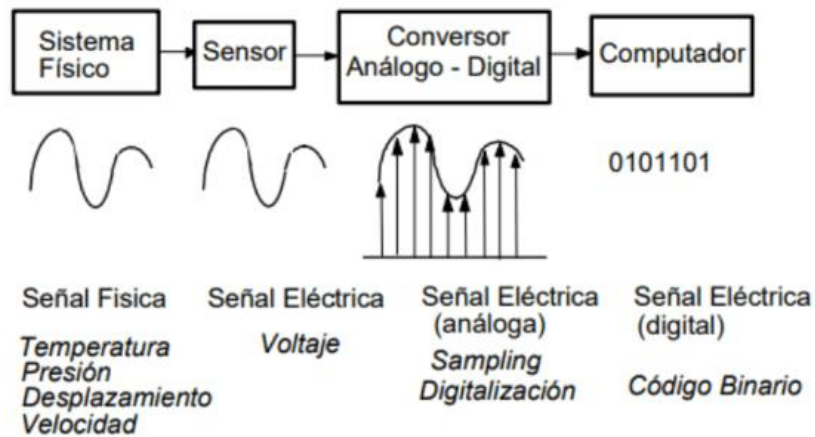 Sistema
Físico
Sensor
Conversor
Análogo - Digital
Computador
0101101
Señal Fisica
Temperatura
Presión
Desplazamiento
Velocidad
Señal Eléctrica
Voltaje
Señal Eléctrica
(análoga)
Sampling
Digitalización
Señal Eléctrica
(digital)
Código Binario